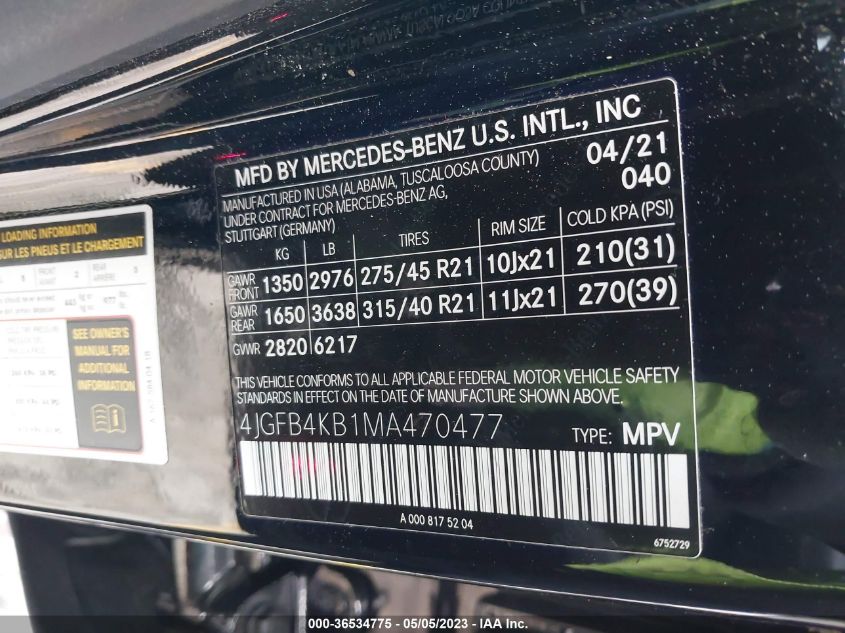 MFD BY MERCEDES-BENZ U.S. INTL., INC
MANUFACTURED IN USA (ALABAMA, TUSCALOOSA COUNTY) 04/21
UNDER CONTRACT FOR MERCEDES-BENZ AG, 040
STUTTGART (GERMANY)
KG LB TIRES RIM SIZE COLD KPA (PSI)
GAWR FRONT 1350 2976 275/45 R21 10Jx21 210(31)
GAWR REAR 1650 3638 315/40 R21 11Jx21 270(39)
GVWR 2820 6217
THIS VEHICLE CONFORMS TO ALL APPLICABLE FEDERAL MOTOR VEHICLE SAFETY
STANDARDS IN EFFECT ON THE DATE OF MANUFACTURE SHOWN ABOVE.
4JGFB4KB1MA470477 TYPE: MPV
A 000 817 52 04
6752729
LOADING INFORMATION
SUR LES PNEUS ET LE CHARGEMENT
SEE OWNER'S
MANUAL FOR
ADDITIONAL
INFORMATION
000-36534775 - 05/05/2023 - IAA Inc.